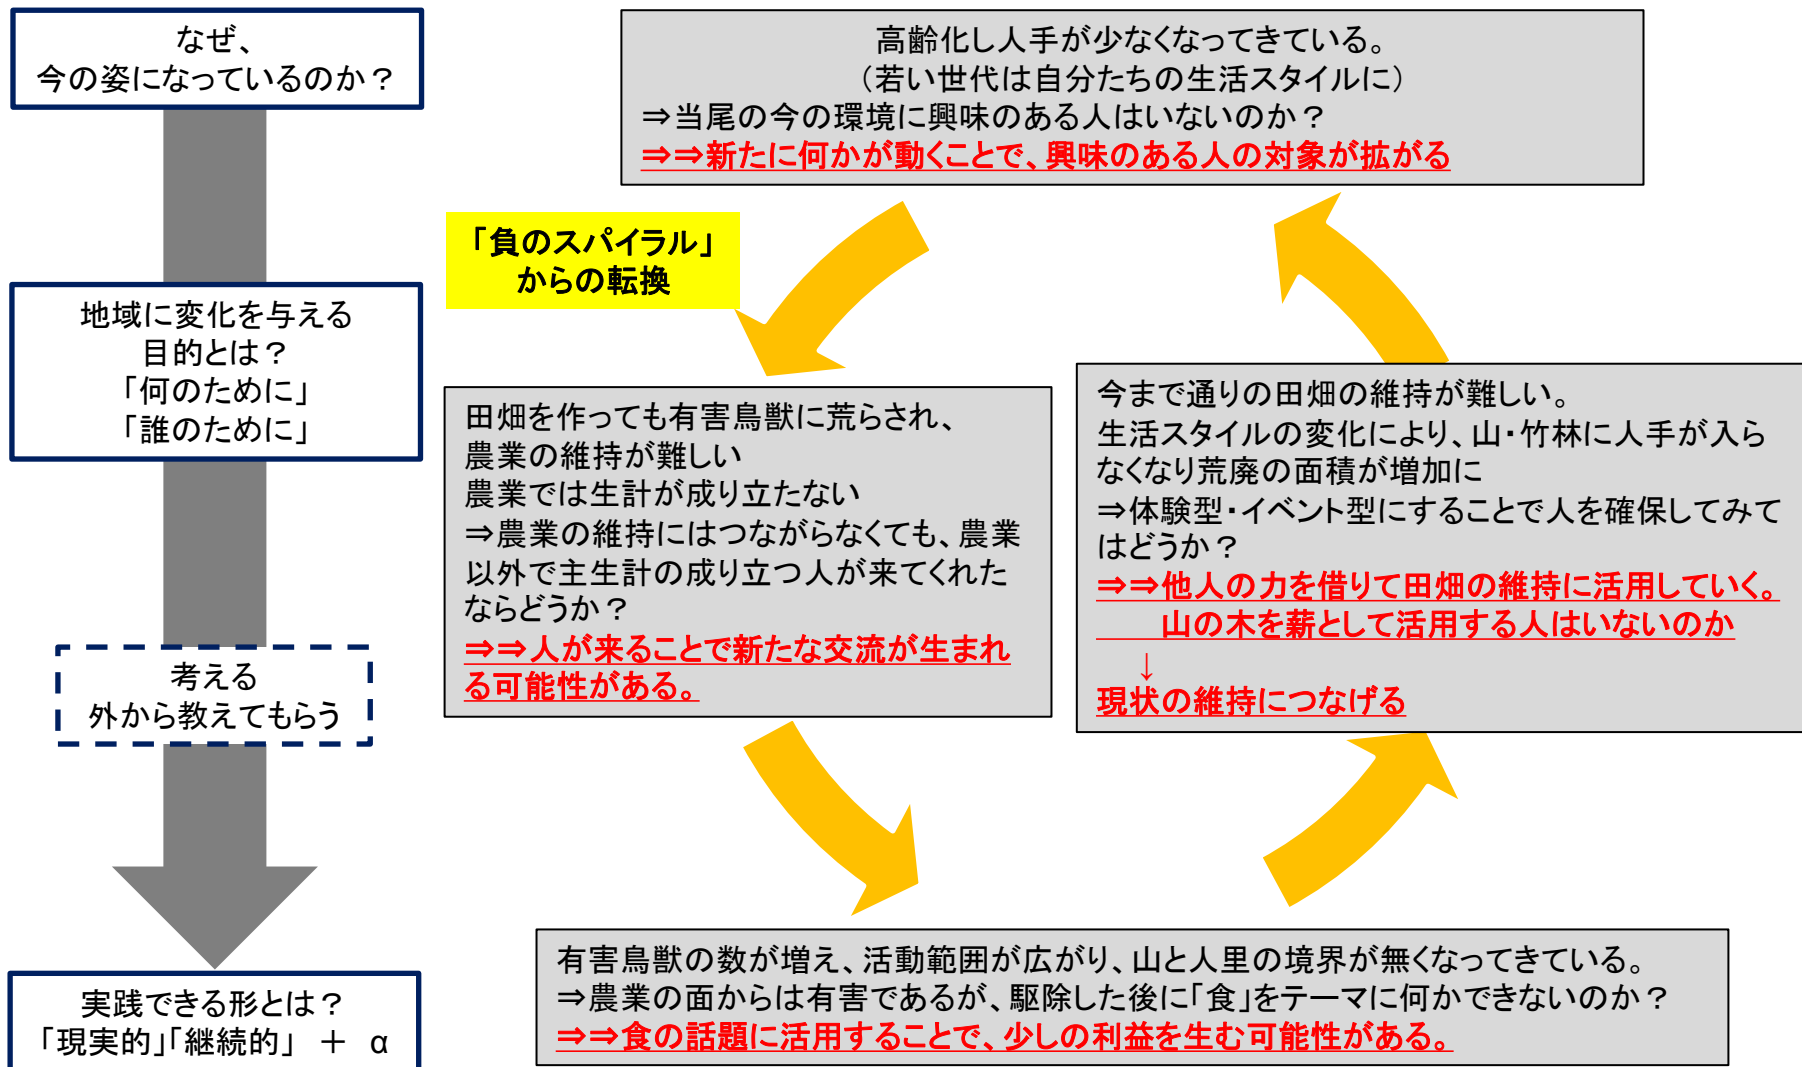 なぜ、
今の姿になっているのか？
地域に変化を与える
目的とは？
「何のために」
「誰のために」
考える
外から教えてもらう
実践できる形とは？
「現実的」「継続的」　＋　α
高齢化し人手が少なくなってきている。
（若い世代は自分たちの生活スタイルに）
⇒当尾の今の環境に興味のある人はいないのか？
⇒⇒新たに何かが動くことで、興味のある人の対象が拡がる
「負のスパイラル」
からの転換
田畑を作っても有害鳥獣に荒らされ、
農業の維持が難しい
農業では生計が成り立たない
⇒農業の維持にはつながらなくても、農業
以外で主生計の成り立つ人が来てくれた
ならどうか？
⇒⇒人が来ることで新たな交流が生まれ
る可能性がある。
今まで通りの田畑の維持が難しい。
生活スタイルの変化により、山・竹林に人手が入ら
なくなり荒廃の面積が増加に
⇒体験型・イベント型にすることで人を確保してみて
はどうか？
⇒⇒他人の力を借りて田畑の維持に活用していく。
山の木を薪として活用する人はいないのか
↓
現状の維持につなげる
有害鳥獣の数が増え、活動範囲が広がり、山と人里の境界が無くなってきている。
⇒農業の面からは有害であるが、駆除した後に「食」をテーマに何かできないのか？
⇒⇒食の話題に活用することで、少しの利益を生む可能性がある。